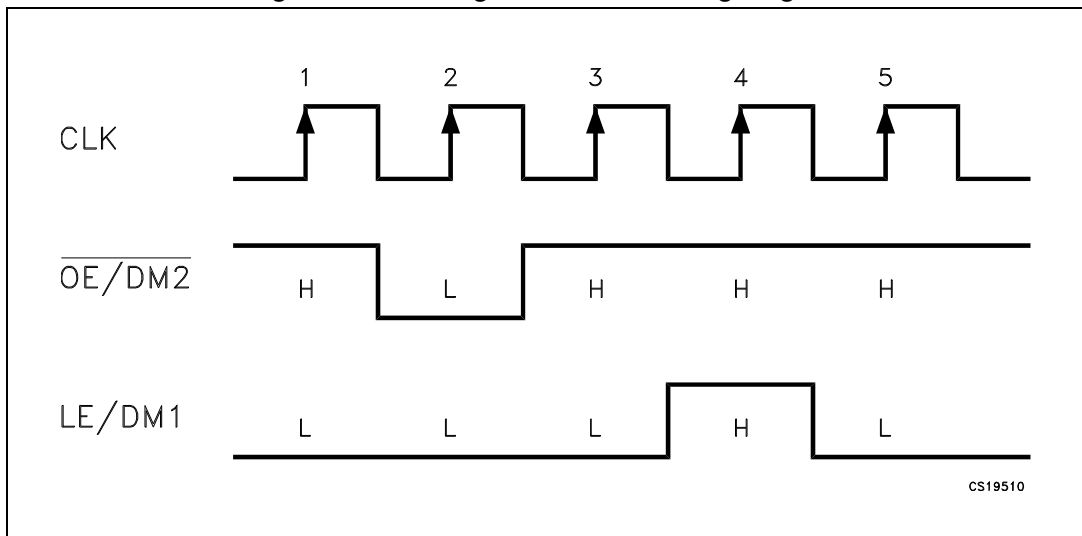 1 2 3 4 5
CLK
OE/DM2
H L H H H
LE/DM1
L L L H L
CS19510